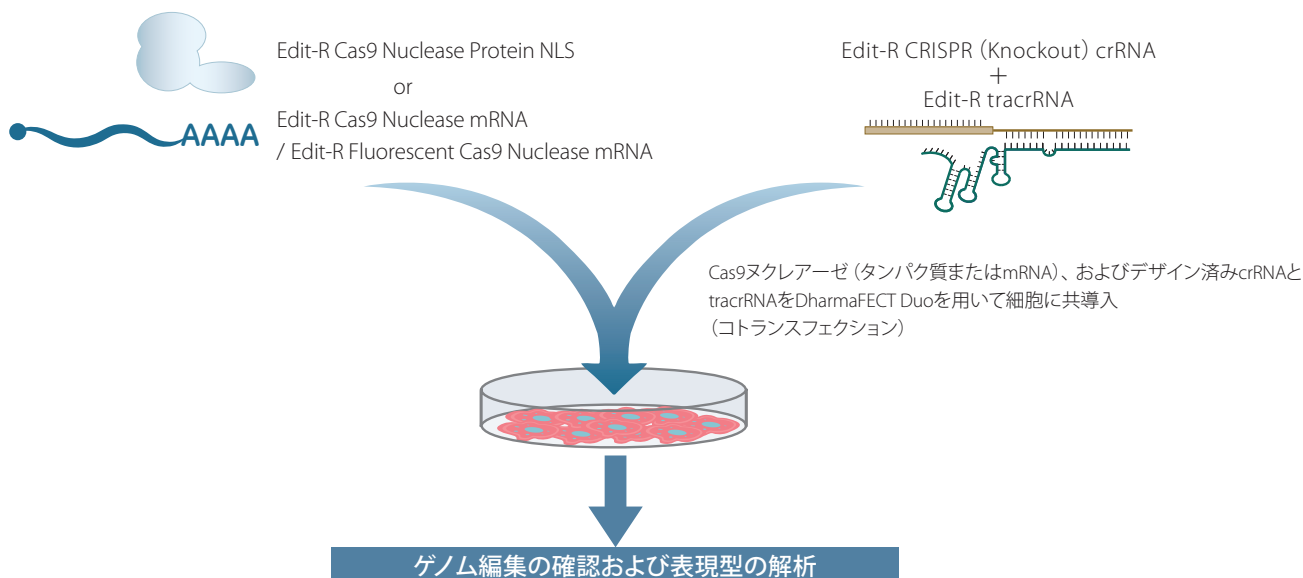 Edit-R Cas9 Nuclease Protein NLS
or
AAAA
Edit-R Cas9 Nuclease mRNA
/ Edit-R Fluorescent Cas9 Nuclease mRNA
Edit-R CRISPR (Knockout) crRNA
+
Edit-R tracrRNA
Cas9ヌクレアーゼ（タンパク質またはmRNA）、およびデザイン済みcrRNAと
tracrRNAをDharmaFECT Duoを用いて細胞に共導入
（コトランスフェクション）
ゲノム編集の確認および表現型の解析